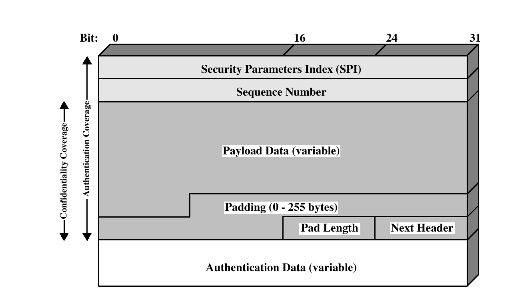 Bit: 0 16 24 31
Security Parameters Index (SPI)
Sequence Number
Confidentiality Coverage
Authentication Coverage
Payload Data (variable)
Padding (0 - 255 bytes)
Pad Length Next Header
Authentication Data (variable)